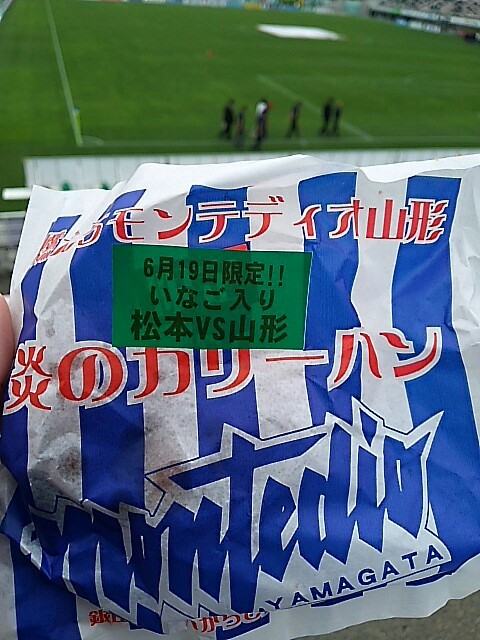 モンテディオ山形
6月19日限定!!
いなご入り
松本VS山形
炎のカリーパン
montedio
YAMAGATA